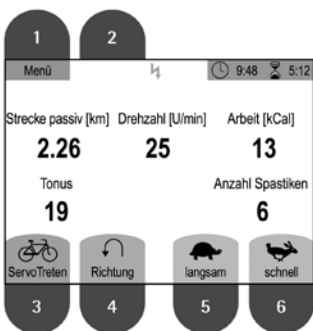 1 2
Menü 9:48 5:12
Strecke passiv [km] Drehzahl [U/min] Arbeit [kCal]
2.26 25 13
Tonus Anzahl Spastiken
19 6
ServoTreten Richtung langsam schnell
3 4 5 6